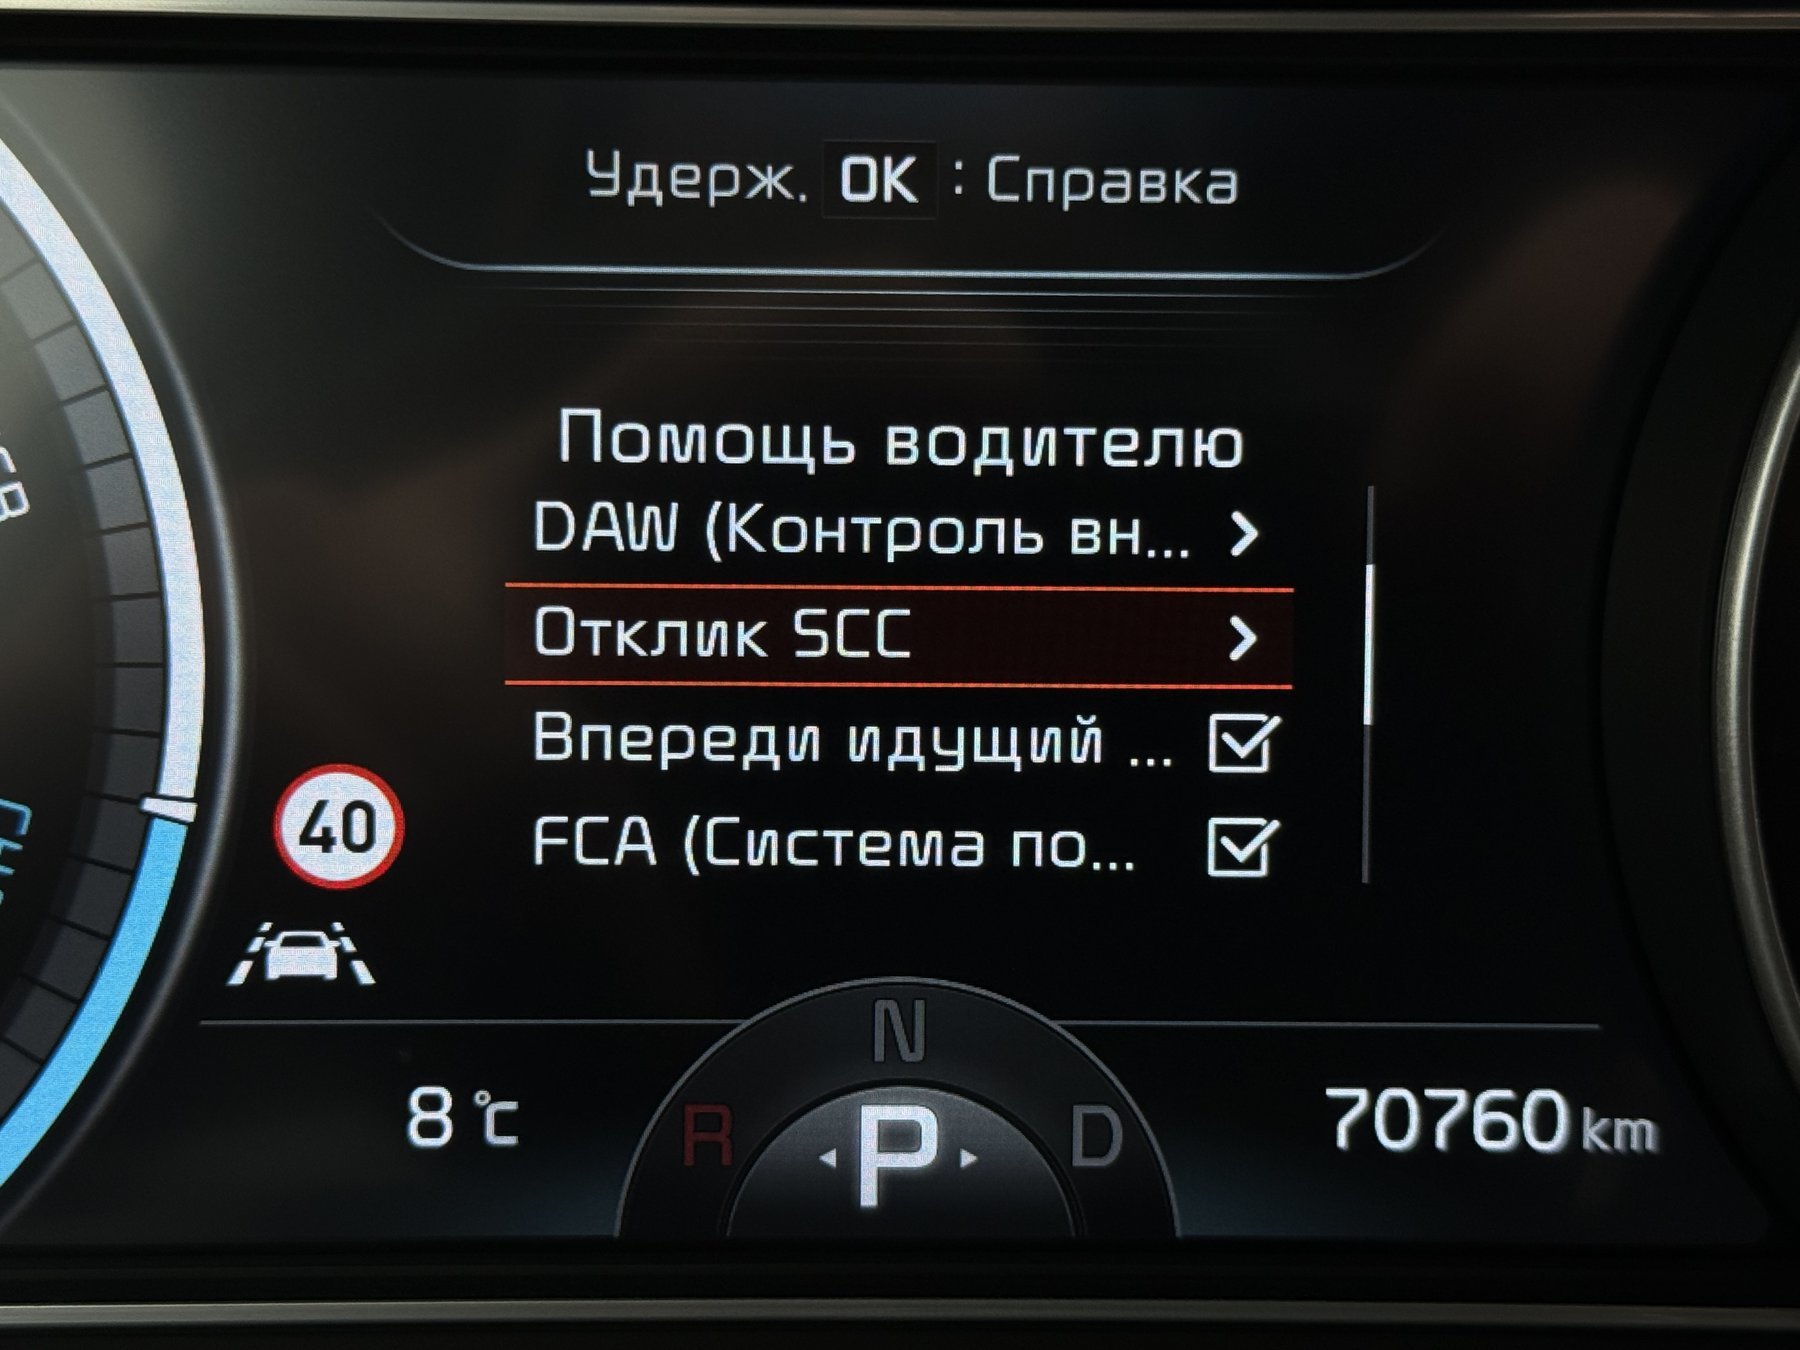 Удерж. OK : Справка
Помощь водителю
DAW (Контроль вн...
Отклик SCC
Впереди идущий ...
FCA (Система по...
40
N
R P D
8 °C
70760 km